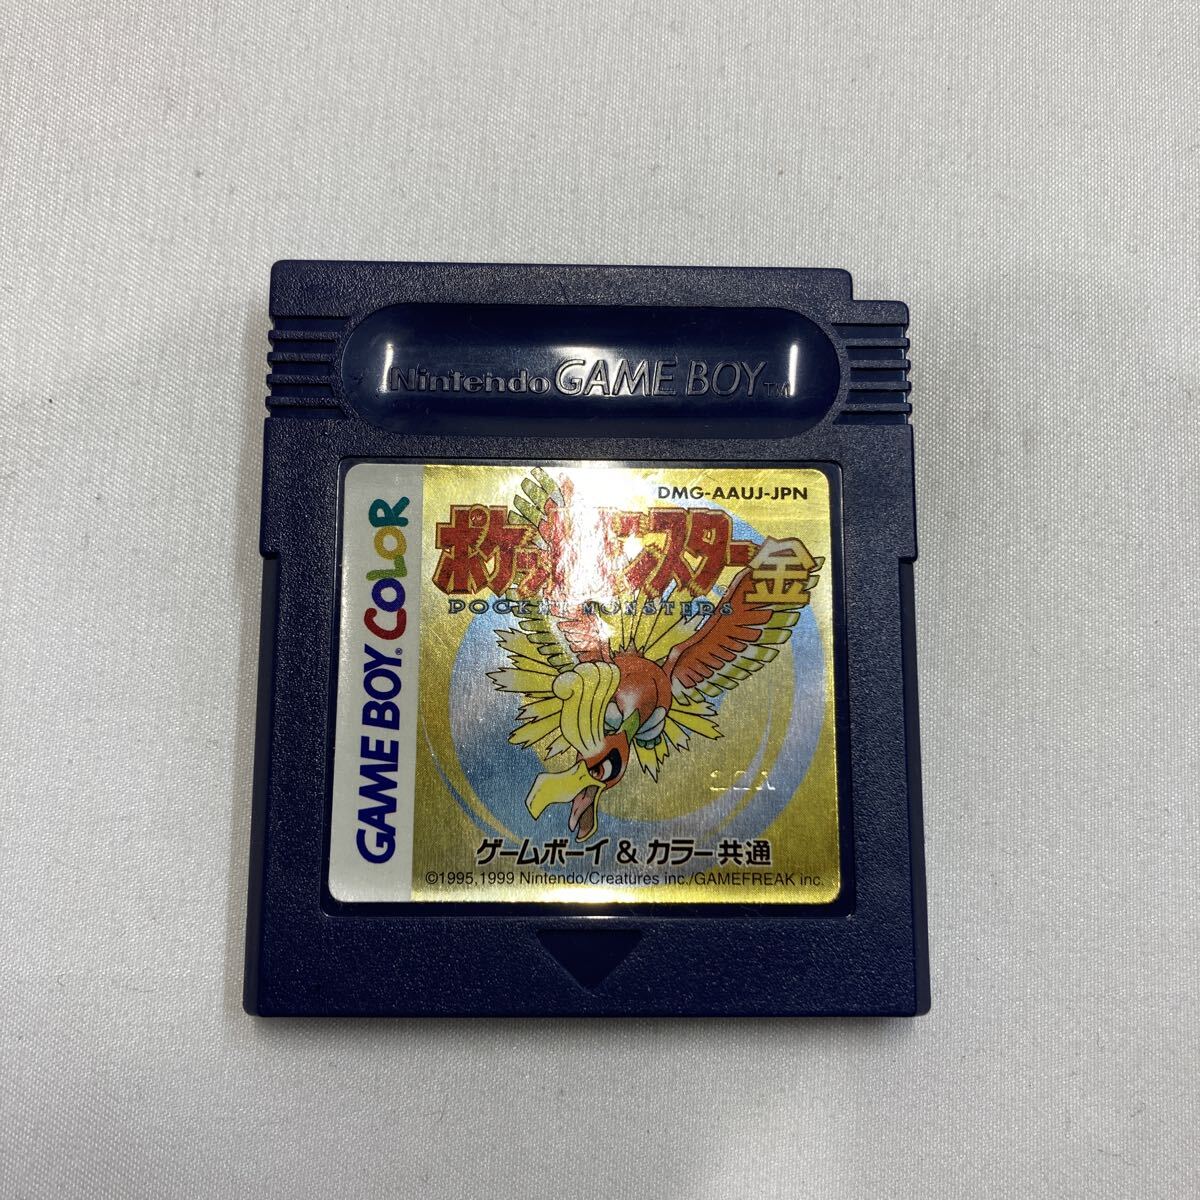 Nintendo GAME BOY™
GAME BOY COLOR
DMG-AAUJ-JPN
ポケットモンスター金
POCKET MONSTERS
ゲームボーイ & カラー共通
©1995,1999 Nintendo/Creatures inc./GAMEFREAK inc.